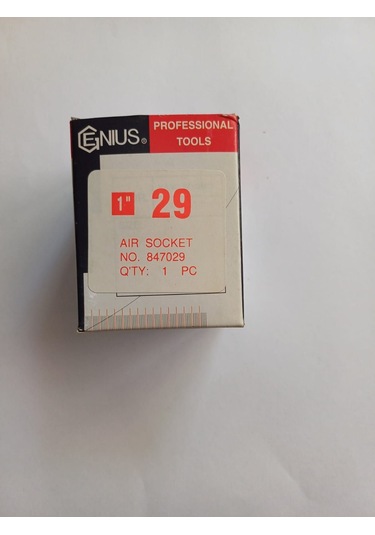 GENIUS®
PROFESSIONAL
TOOLS
1" 29
AIR SOCKET
NO. 847029
Q'TY: 1 PC